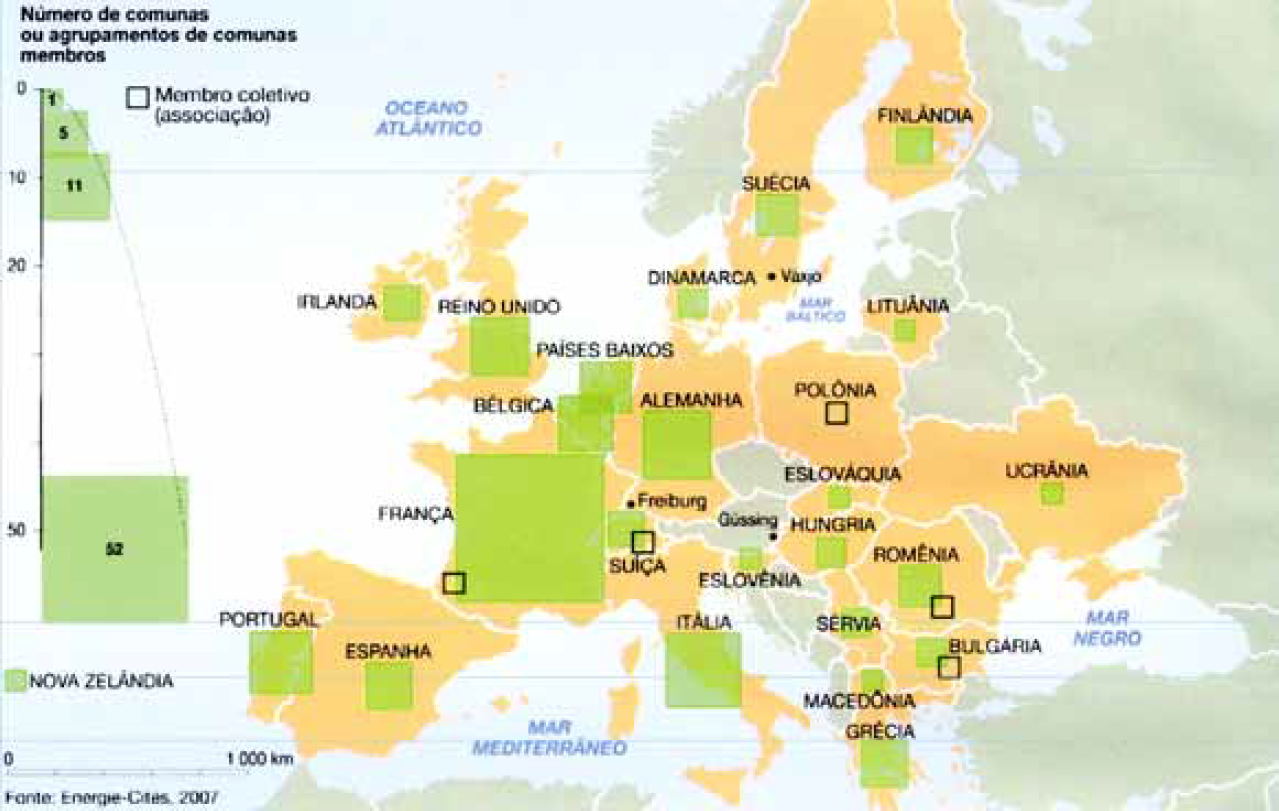 Número de comunas
ou agrupamentos de comunas
membros
0
1
5
10
11
20
50
52
Membro coletivo
(associação)
OCEANO
ATLÂNTICO
FINLÂNDIA
SUÉCIA
DINAMARCA
Växjö
IRLANDA
REINO UNIDO
MAR
BÁLTICO
LITUÂNIA
PAÍSES BAIXOS
BÉLGICA
ALEMANHA
POLÔNIA
ESLOVÁQUIA
UCRÂNIA
FRANÇA
Freiburg
Güssing
HUNGRIA
SUÍÇA
ESLOVÊNIA
ROMÊNIA
PORTUGAL
ITÁLIA
SÉRVIA
MAR
NEGRO
ESPANHA
BULGÁRIA
NOVA ZELÂNDIA
MACEDÔNIA
GRÉCIA
MAR
MEDITERRÂNEO
0
1 000 km
Fonte: Energie-Cités, 2007